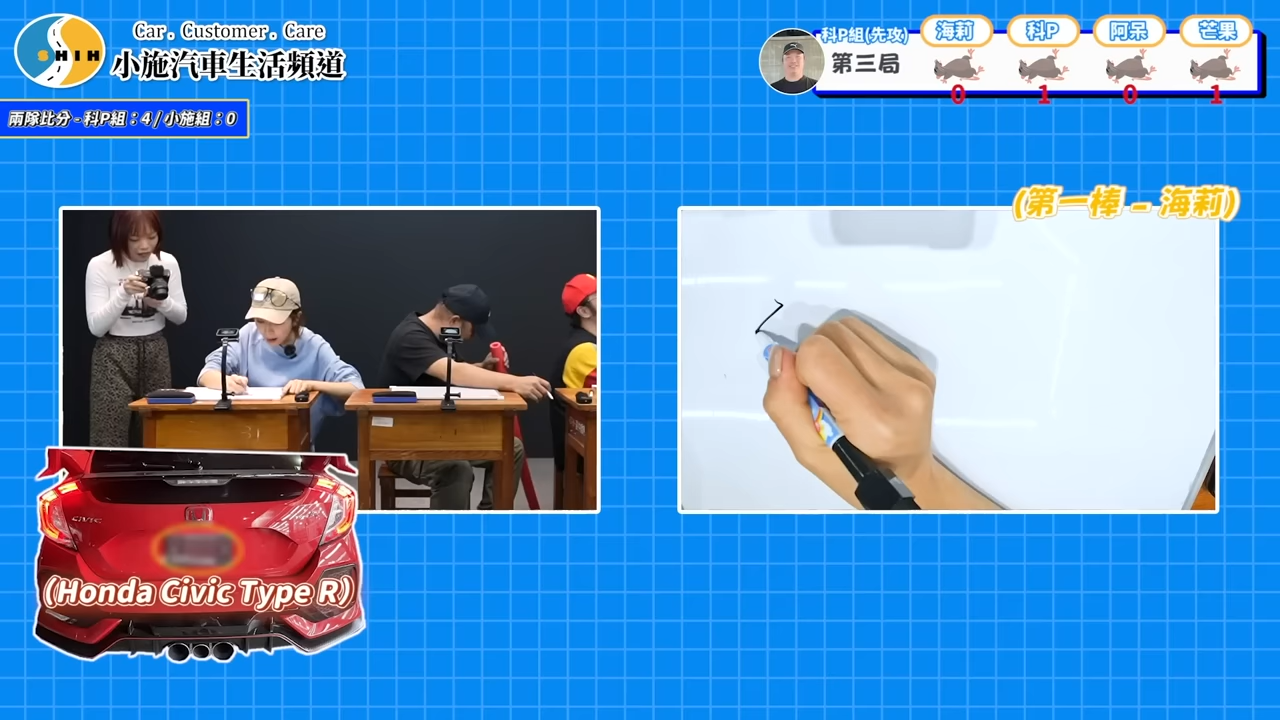 SHIH
Car . Customer . Care
小施汽車生活頻道
兩隊比分 - 科P組：4 / 小施組：0
科P組(先攻)
第三局
海莉
科P
阿呆
芒果
0
1
0
1
(第一棒 – 海莉)
31
CIVIC
(Honda Civic Type R)